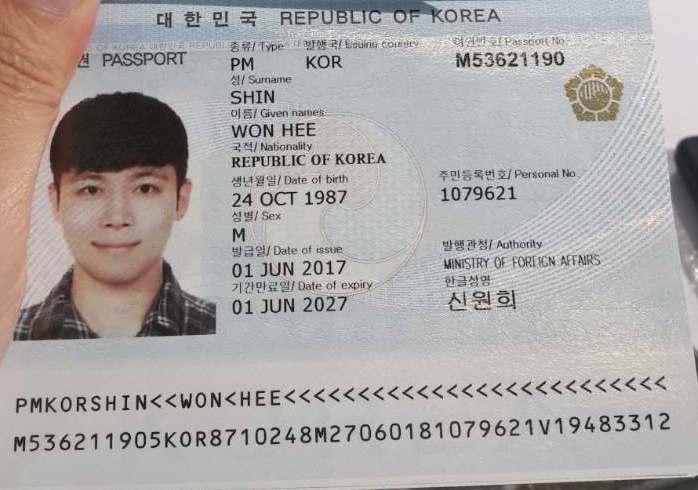 대한민국 REPUBLIC OF KOREA
PASSPORT
종류/ Type 발행국/ Issuing country 여권번호/ Passport No.
PM KOR M53621190
성/ Surname
SHIN
이름/ Given names
WON HEE
국적/ Nationality
REPUBLIC OF KOREA
생년월일/ Date of birth 주민등록번호/ Personal No.
24 OCT 1987 1079621
성별/ Sex
M
발급일/ Date of issue 발행관청/ Authority
01 JUN 2017 MINISTRY OF FOREIGN AFFAIRS
기간만료일/ Date of expiry 한글성명
01 JUN 2027 신원희
PMKORSHIN<<WON<HEE<<<<<<<<<<<<<<<<<<<<<<<<<<
M536211905KOR8710248M27060181079621V19483312